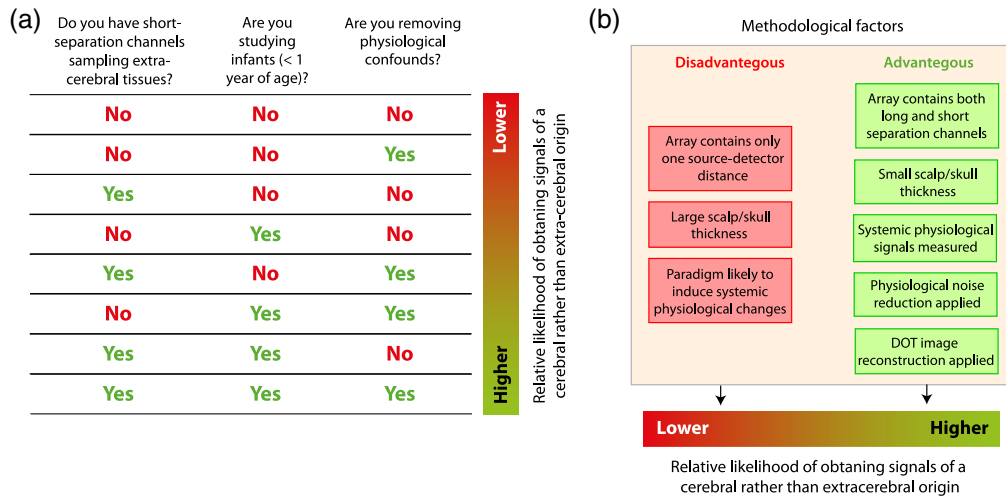 (a)
Do you have short-
separation channels
sampling extra-
cerebral tissues?
Are you
studying
infants (< 1
year of age)?
Are you removing
physiological
confounds?
No No No
No No Yes
Yes No No
No Yes No
Yes No Yes
No Yes Yes
Yes Yes No
Yes Yes Yes
Lower
Higher
Relative likelihood of obtaning signals of a
cerebral rather than extra-cerebral origin
(b)
Methodological factors
Disadvantegous
Array contains only
one source-detector
distance
Large scalp/skull
thickness
Paradigm likely to
induce systemic
physiological changes
Advantegous
Array contains both
long and short
separation channels
Small scalp/skull
thickness
Systemic physiological
signals measured
Physiological noise
reduction applied
DOT image
reconstruction applied
Lower Higher
Relative likelihood of obtaning signals of a
cerebral rather than extracerebral origin